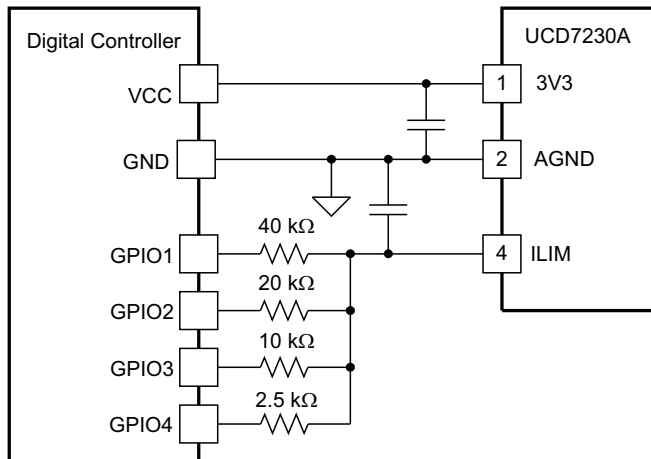 Digital Controller
UCD7230A
VCC
1
3V3
GND
2
AGND
40 kΩ
GPIO1
4
ILIM
20 kΩ
GPIO2
10 kΩ
GPIO3
2.5 kΩ
GPIO4